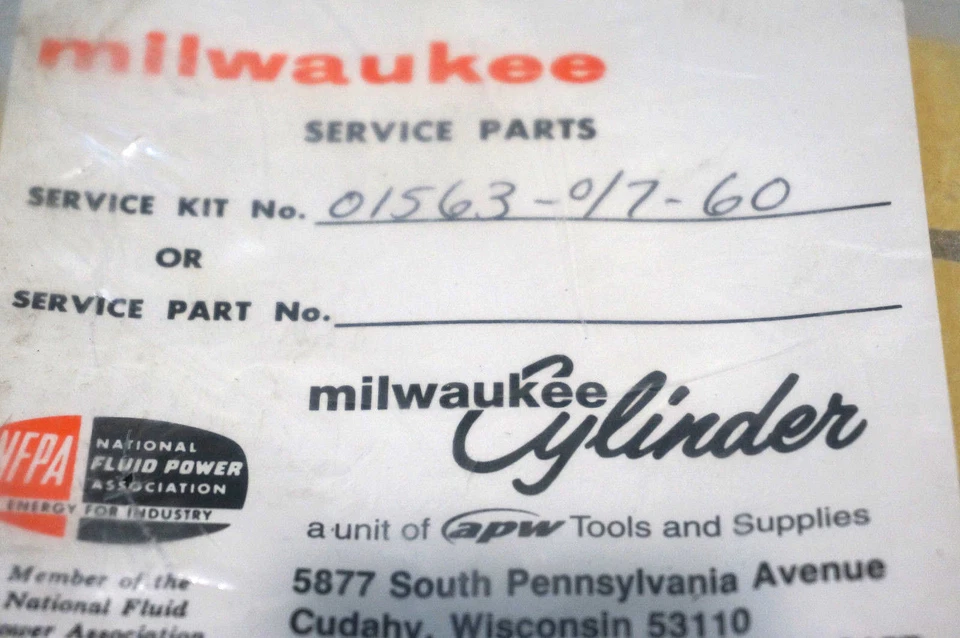 milwaukee
SERVICE PARTS
SERVICE KIT No. 01563-017-60
OR
SERVICE PART No.
milwaukee Cylinder
a unit of apw Tools and Supplies
5877 South Pennsylvania Avenue
Cudahy, Wisconsin 53110
NFPA
NATIONAL
FLUID POWER
ASSOCIATION
ENERGY FOR INDUSTRY
Member of the
National Fluid
Power Association